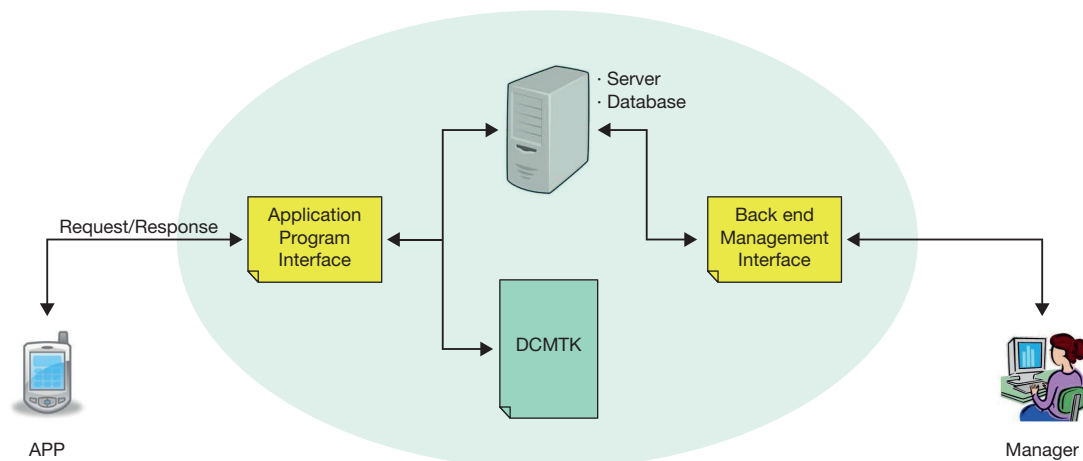 · Server
· Database
Request/Response
Application
Program
Interface
Back end
Management
Interface
DCMTK
APP
Manager